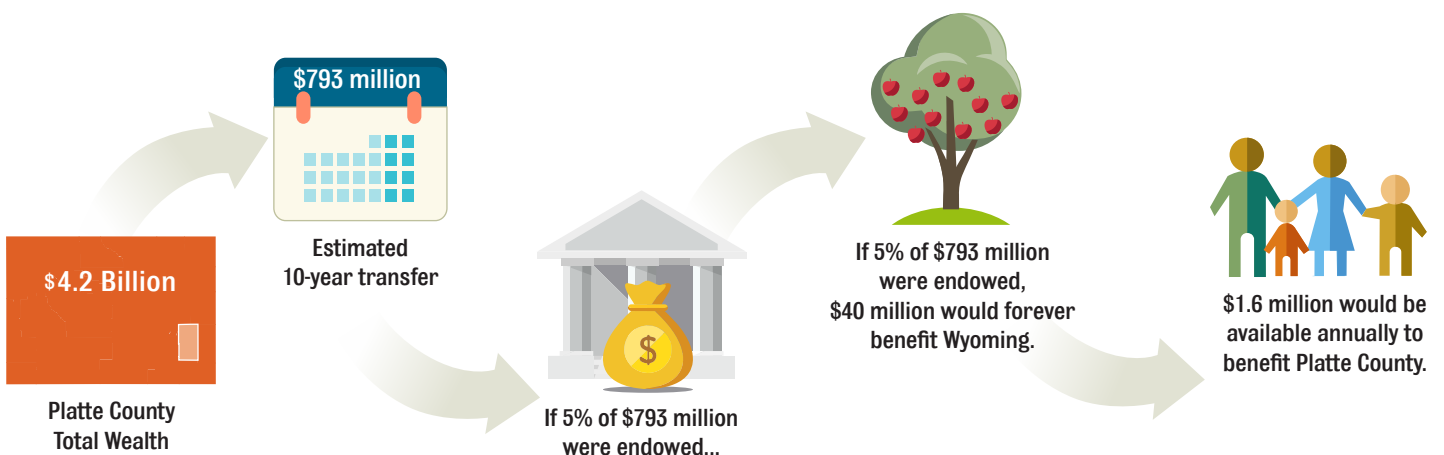 $4.2 Billion
Platte County
Total Wealth
$793 million
Estimated
10-year transfer
$
If 5% of $793 million
were endowed...
If 5% of $793 million
were endowed,
$40 million would forever
benefit Wyoming.
$1.6 million would be
available annually to
benefit Platte County.